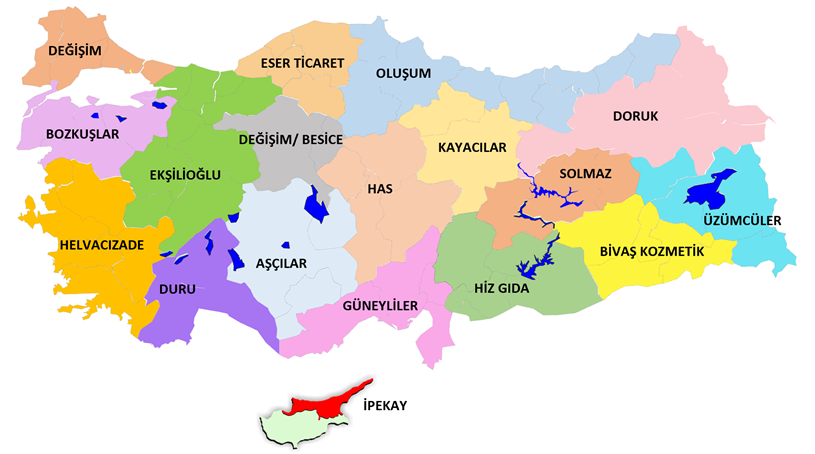 DEĞİŞİM
ESER TİCARET
OLUŞUM
DORUK
BOZKUŞLAR
DEĞİŞİM/ BESİCE
KAYACILAR
EKŞİLİOĞLU
SOLMAZ
HAS
ÜZÜMCÜLER
HELVACIZADE
BİVAŞ KOZMETİK
AŞÇILAR
DURU
HİZ GIDA
GÜNEYLİLER
İPEKAY